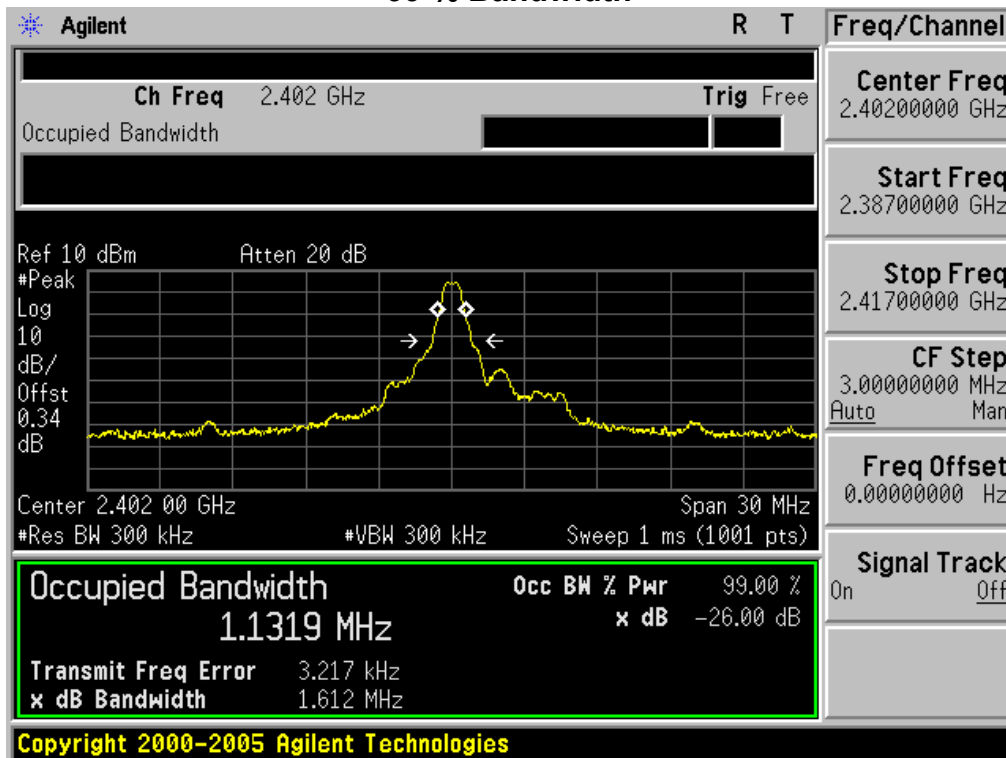 Agilent R T Freq/Channel
Ch Freq 2.402 GHz Trig Free
Occupied Bandwidth
Center Freq
2.40200000 GHz
Start Freq
2.38700000 GHz
Stop Freq
2.41700000 GHz
CF Step
3.00000000 MHz
Auto Man
Freq Offset
0.00000000 Hz
Signal Track
On Off
Ref 10 dBm Atten 20 dB
#Peak
Log
10
dB/
Offst
0.34
dB
Center 2.402 00 GHz Span 30 MHz
#Res BW 300 kHz #VBW 300 kHz Sweep 1 ms (1001 pts)
Occupied Bandwidth Occ BW % Pwr 99.00 %
1.1319 MHz x dB -26.00 dB
Transmit Freq Error 3.217 kHz
x dB Bandwidth 1.612 MHz
Copyright 2000-2005 Agilent Technologies